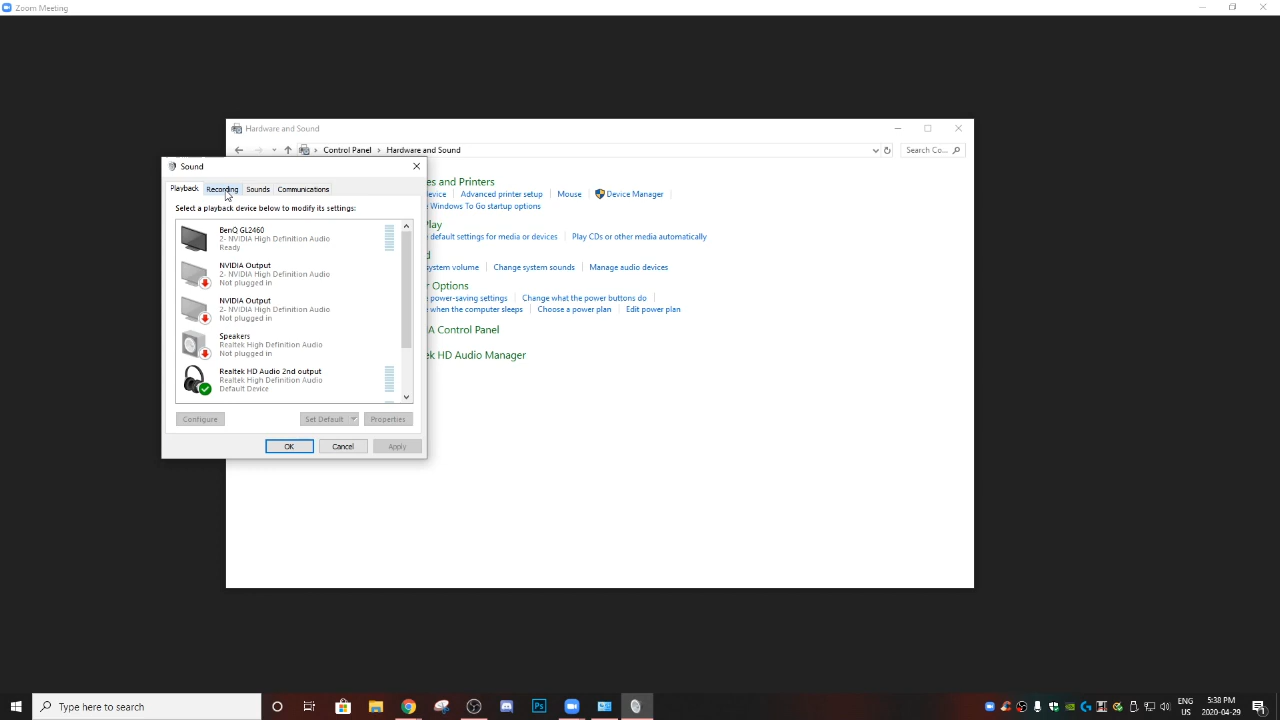 Zoom Meeting
Hardware and Sound
Control Panel > Hardware and Sound
Search Co...
Sound
Playback Recording Sounds Communications
Select a playback device below to modify its settings:
BenQ GL2460
2- NVIDIA High Definition Audio
Ready
NVIDIA Output
2- NVIDIA High Definition Audio
Not plugged in
NVIDIA Output
2- NVIDIA High Definition Audio
Not plugged in
Speakers
Realtek High Definition Audio
Not plugged in
Realtek HD Audio 2nd output
Realtek High Definition Audio
Default Device
Configure Set Default Properties
OK Cancel Apply
es and Printers
evice Advanced printer setup Mouse Device Manager
Windows To Go startup options
lay
default settings for media or devices Play CDs or other media automatically
d
system volume Change system sounds Manage audio devices
r Options
power-saving settings Change what the power buttons do
when the computer sleeps Choose a power plan Edit power plan
A Control Panel
ek HD Audio Manager
Type here to search
Ps
ENG
US
5:38 PM
2020-04-29